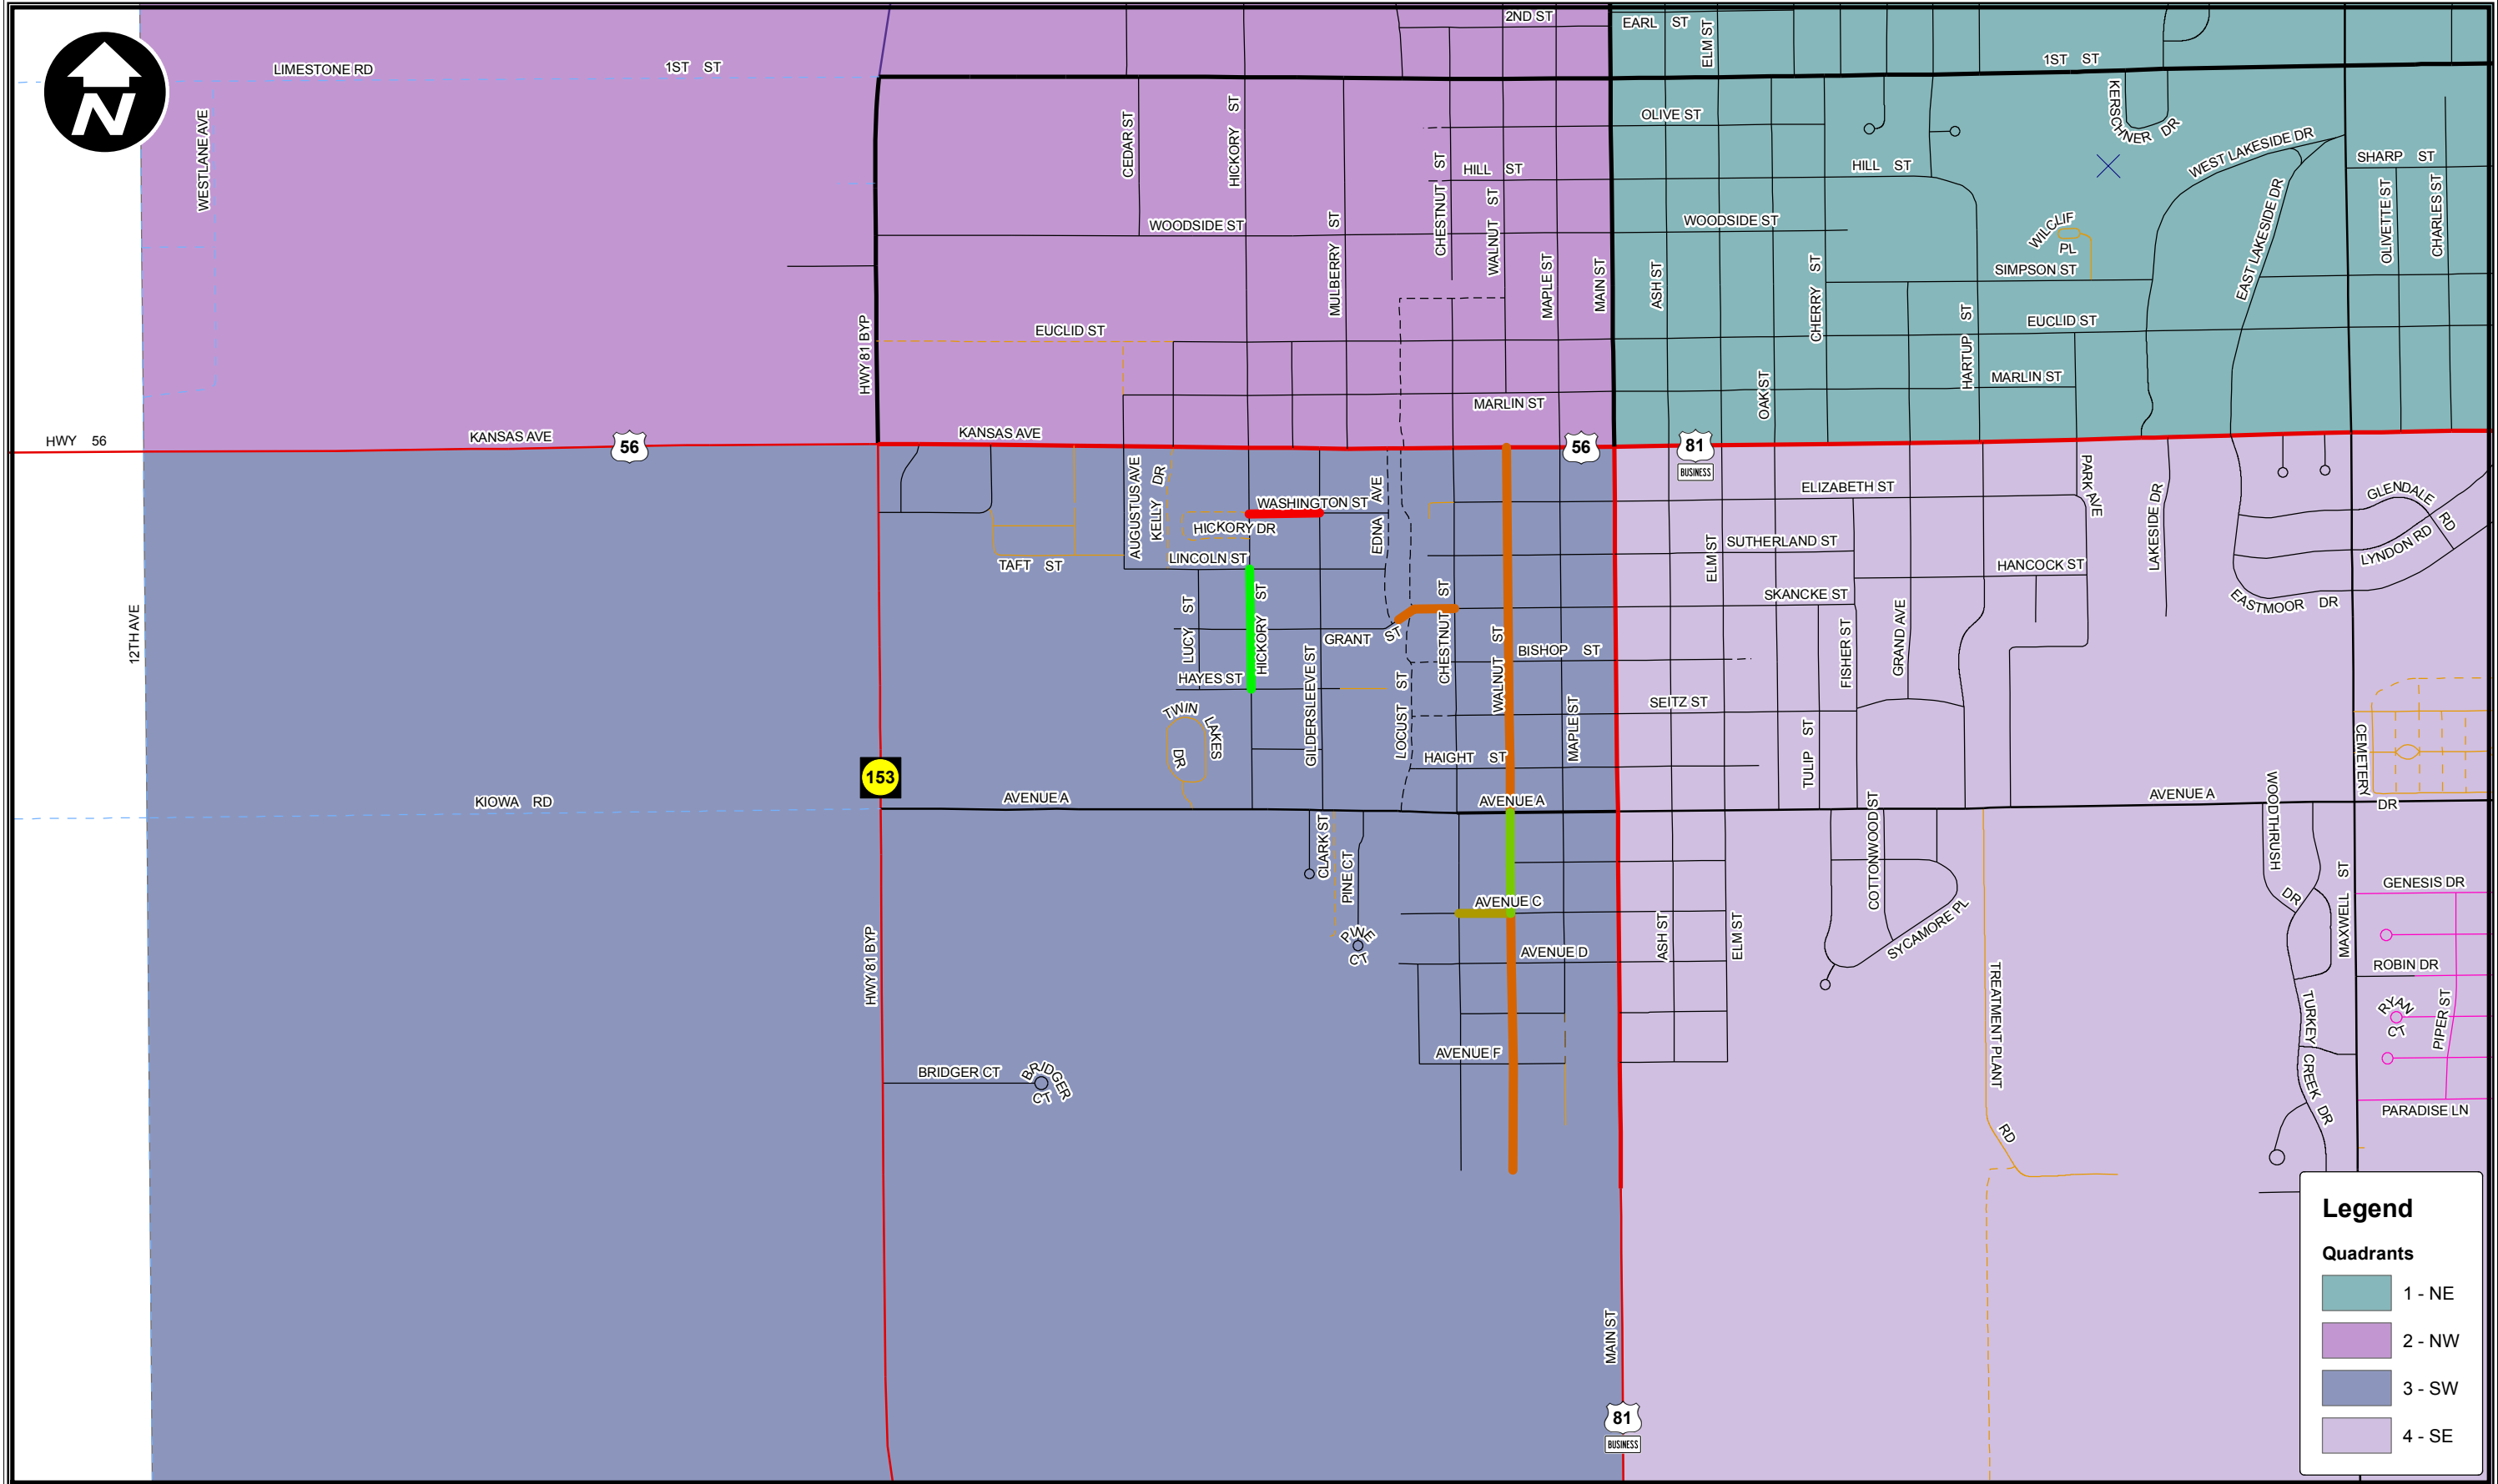 2ND ST
EARL ST
ELM ST
LIMESTONE RD
1ST ST
1ST ST
N
WESTLANE AVE
CEDAR ST
HICKORY ST
OLIVE ST
KERSCHNER DR
WEST LAKESIDE DR
SHARP ST
CHESTNUT ST
HILL ST
HILL ST
WALNUT ST
OLIVETTE ST
CHARLES ST
EAST LAKESIDE DR
WOODSIDE ST
WOODSIDE ST
MULBERRY ST
WILCLIF PL
SIMPSON ST
MAPLE ST
MAIN ST
ASH ST
CHERRY ST
HARTUP ST
HWY 81 BYP
EUCLID ST
EUCLID ST
OAK ST
MARLIN ST
MARLIN ST
HWY 56
KANSAS AVE
56
KANSAS AVE
56
81
BUSINESS
AUGUSTUS AVE
KELLY DR
WASHINGTON ST
HICKORY DR
EDNA AVE
ELIZABETH ST
PARK AVE
LAKESIDE DR
GLENDALE RD
LYNDON RD
LINCOLN ST
TAFT ST
SUTHERLAND ST
ELM ST
HANCOCK ST
EASTMOOR DR
12TH AVE
LUCY ST
HICKORY ST
GRANT ST
CHESTNUT ST
WALNUT ST
SKANCKE ST
BISHOP ST
FISHER ST
GRAND AVE
HAYES ST
GILDERSLEEVE ST
LOCUST ST
MAPLE ST
SEITZ ST
TWIN LAKES DR
HAIGHT ST
TULIP ST
CEMETERY DR
153
KIOWA RD
AVENUE A
AVENUE A
AVENUE A
WOODTHRUSH DR
CLARK ST
PINE CT
COTTONWOOD ST
MAXWELL ST
GENESIS DR
AVENUE C
PINE CT
AVENUE D
ASH ST
ELM ST
SYCAMORE PL
HWY 81 BYP
TREATMENT PLANT RD
ROBIN DR
RYAN CT
PIPER ST
TURKEY CREEK DR
AVENUE F
BRIDGER CT
BRIDGER CT
PARADISE LN
MAIN ST
81
BUSINESS
Legend
Quadrants
1 - NE
2 - NW
3 - SW
4 - SE